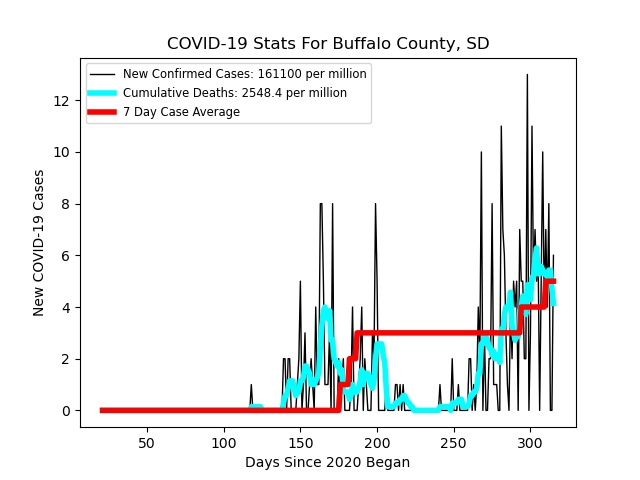 COVID-19 Stats For Buffalo County, SD
New Confirmed Cases: 161100 per million
Cumulative Deaths: 2548.4 per million
7 Day Case Average
New COVID-19 Cases
12
10
8
6
4
2
0
50 100 150 200 250 300
Days Since 2020 Began